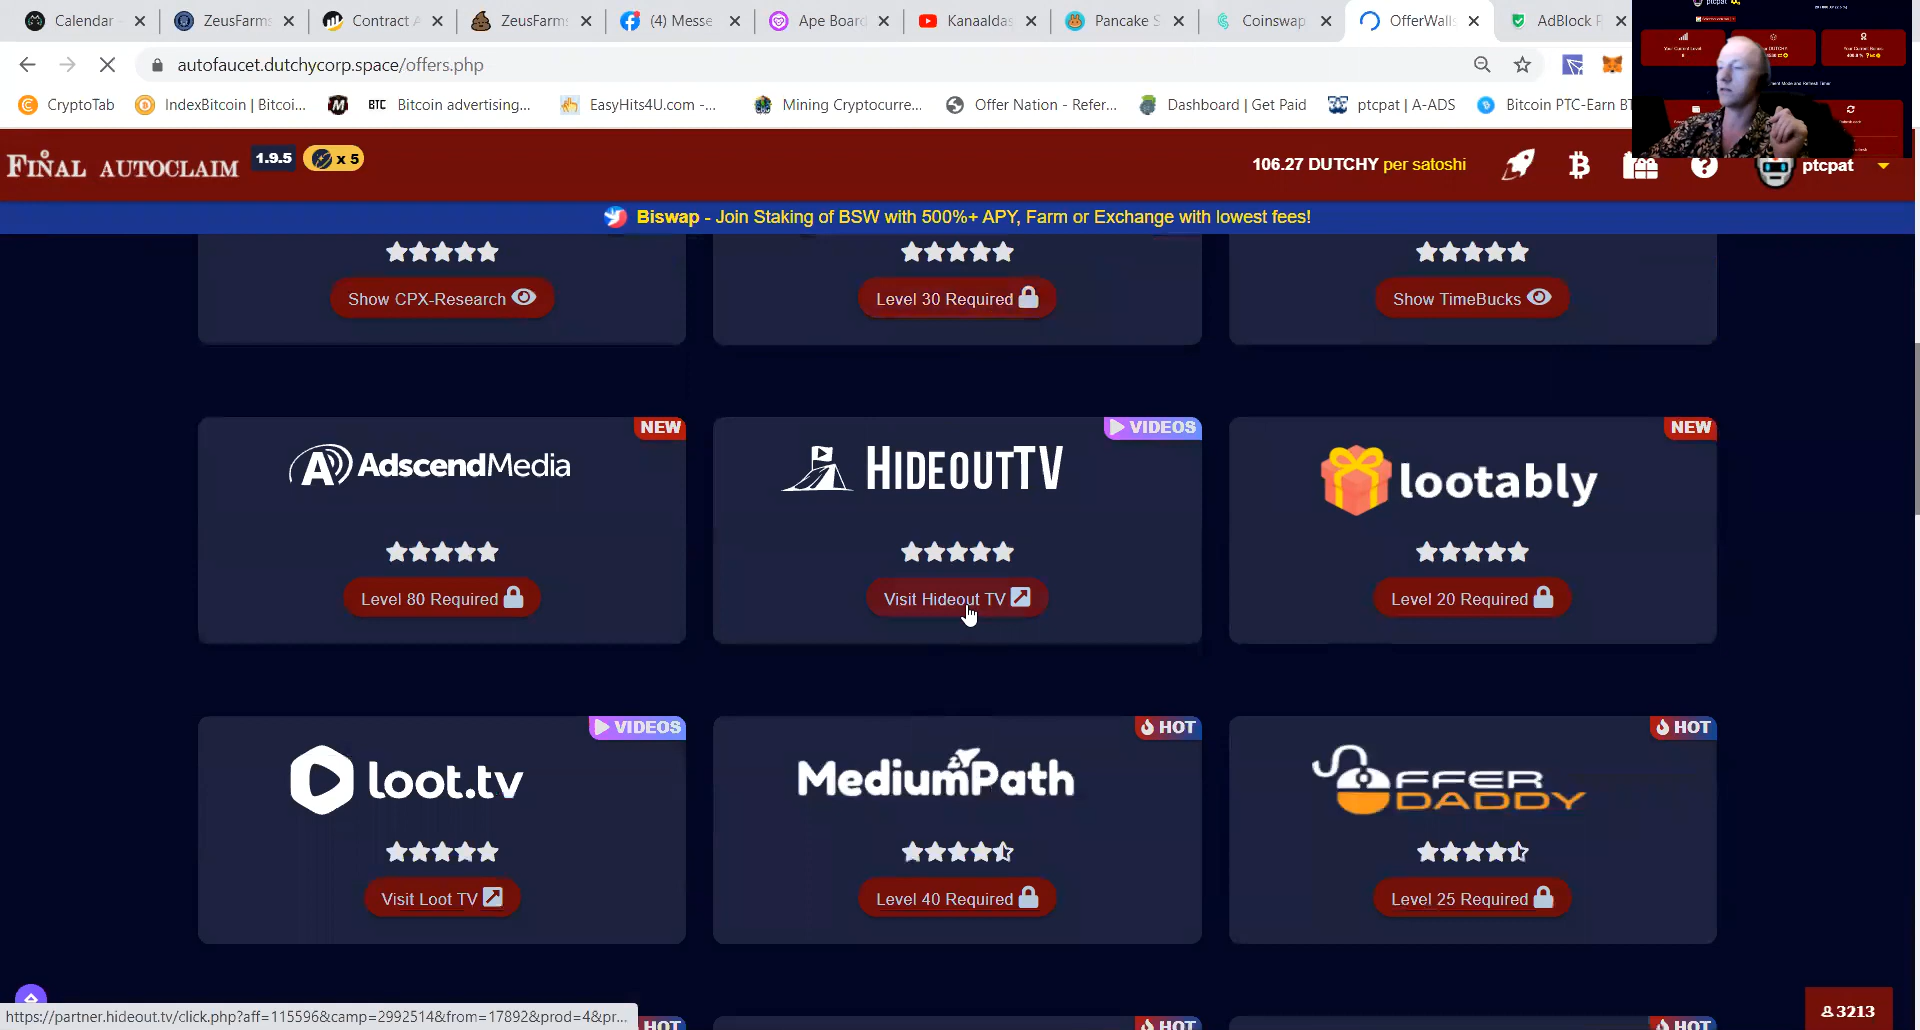 Calendar
ZeusFarms
Contract A
ZeusFarms
(4) Messe
Ape Board
Kanaaldas
Pancake S
Coinswap
OfferWalls
AdBlock P
autofaucet.dutchycorp.space/offers.php
CryptoTab
IndexBitcoin | Bitcoi...
BTC Bitcoin advertising...
EasyHits4U.com -...
Mining Cryptocurre...
Offer Nation - Refer...
Dashboard | Get Paid
ptcpat | A-ADS
Bitcoin PTC-Earn BT
FINAL AUTOCLAIM
1.9.5
x 5
106.27 DUTCHY per satoshi
ptcpat
Biswap - Join Staking of BSW with 500%+ APY, Farm or Exchange with lowest fees!
Show CPX-Research
Level 30 Required
Show TimeBucks
NEW
VIDEOS
NEW
AdscendMedia
HIDEOUTTV
lootably
Level 80 Required
Visit Hideout TV
Level 20 Required
VIDEOS
HOT
HOT
loot.tv
MediumPath
OFFER
DADDY
Visit Loot TV
Level 40 Required
Level 25 Required
https://partner.hideout.tv/click.php?aff=115596&camp=2992514&from=17892&prod=4&pr...
HOT
HOT
HOT
3213